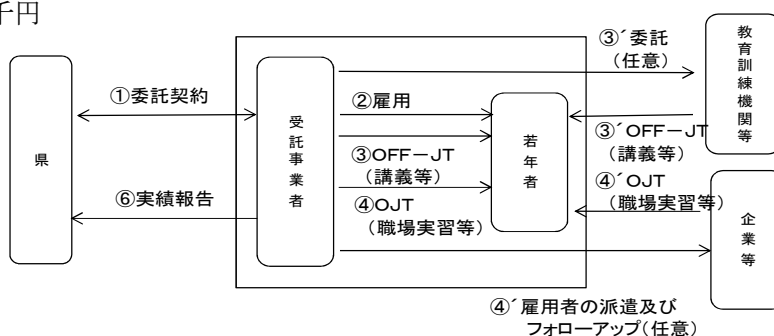 千円
③´委託
(任意)
教育訓練機関等
①委託契約
②雇用
受託事業者
県
若年者
③OFF－JT
(講義等)
③´OFF－JT
(講義等)
④´OJT
(職場実習等)
⑥実績報告
④OJT
(職場実習等)
企業等
④´雇用者の派遣及び
フォローアップ(任意)